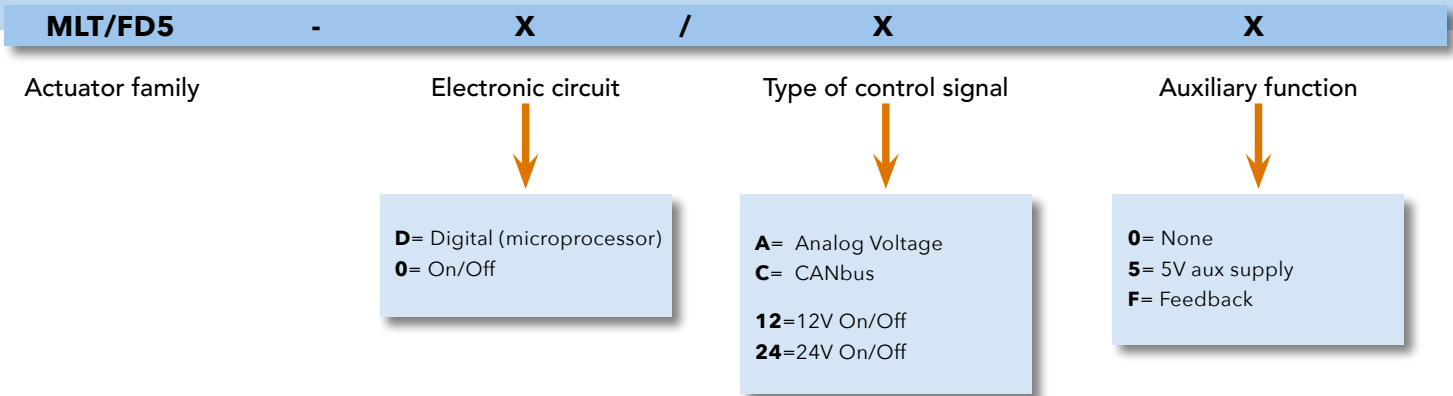 MLT/FD5 - X / X X
Actuator family Electronic circuit Type of control signal Auxiliary function
D= Digital (microprocessor)
0= On/Off
A= Analog Voltage
C= CANbus
12=12V On/Off
24=24V On/Off
0= None
5= 5V aux supply
F= Feedback